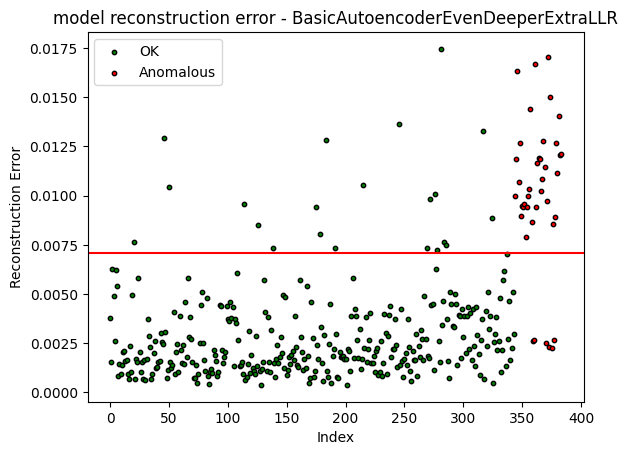 model reconstruction error - BasicAutoencoderEvenDeeperExtraLLR
OK
Anomalous
Reconstruction Error
0.0175
0.0150
0.0125
0.0100
0.0075
0.0050
0.0025
0.0000
0 50 100 150 200 250 300 350 400
Index